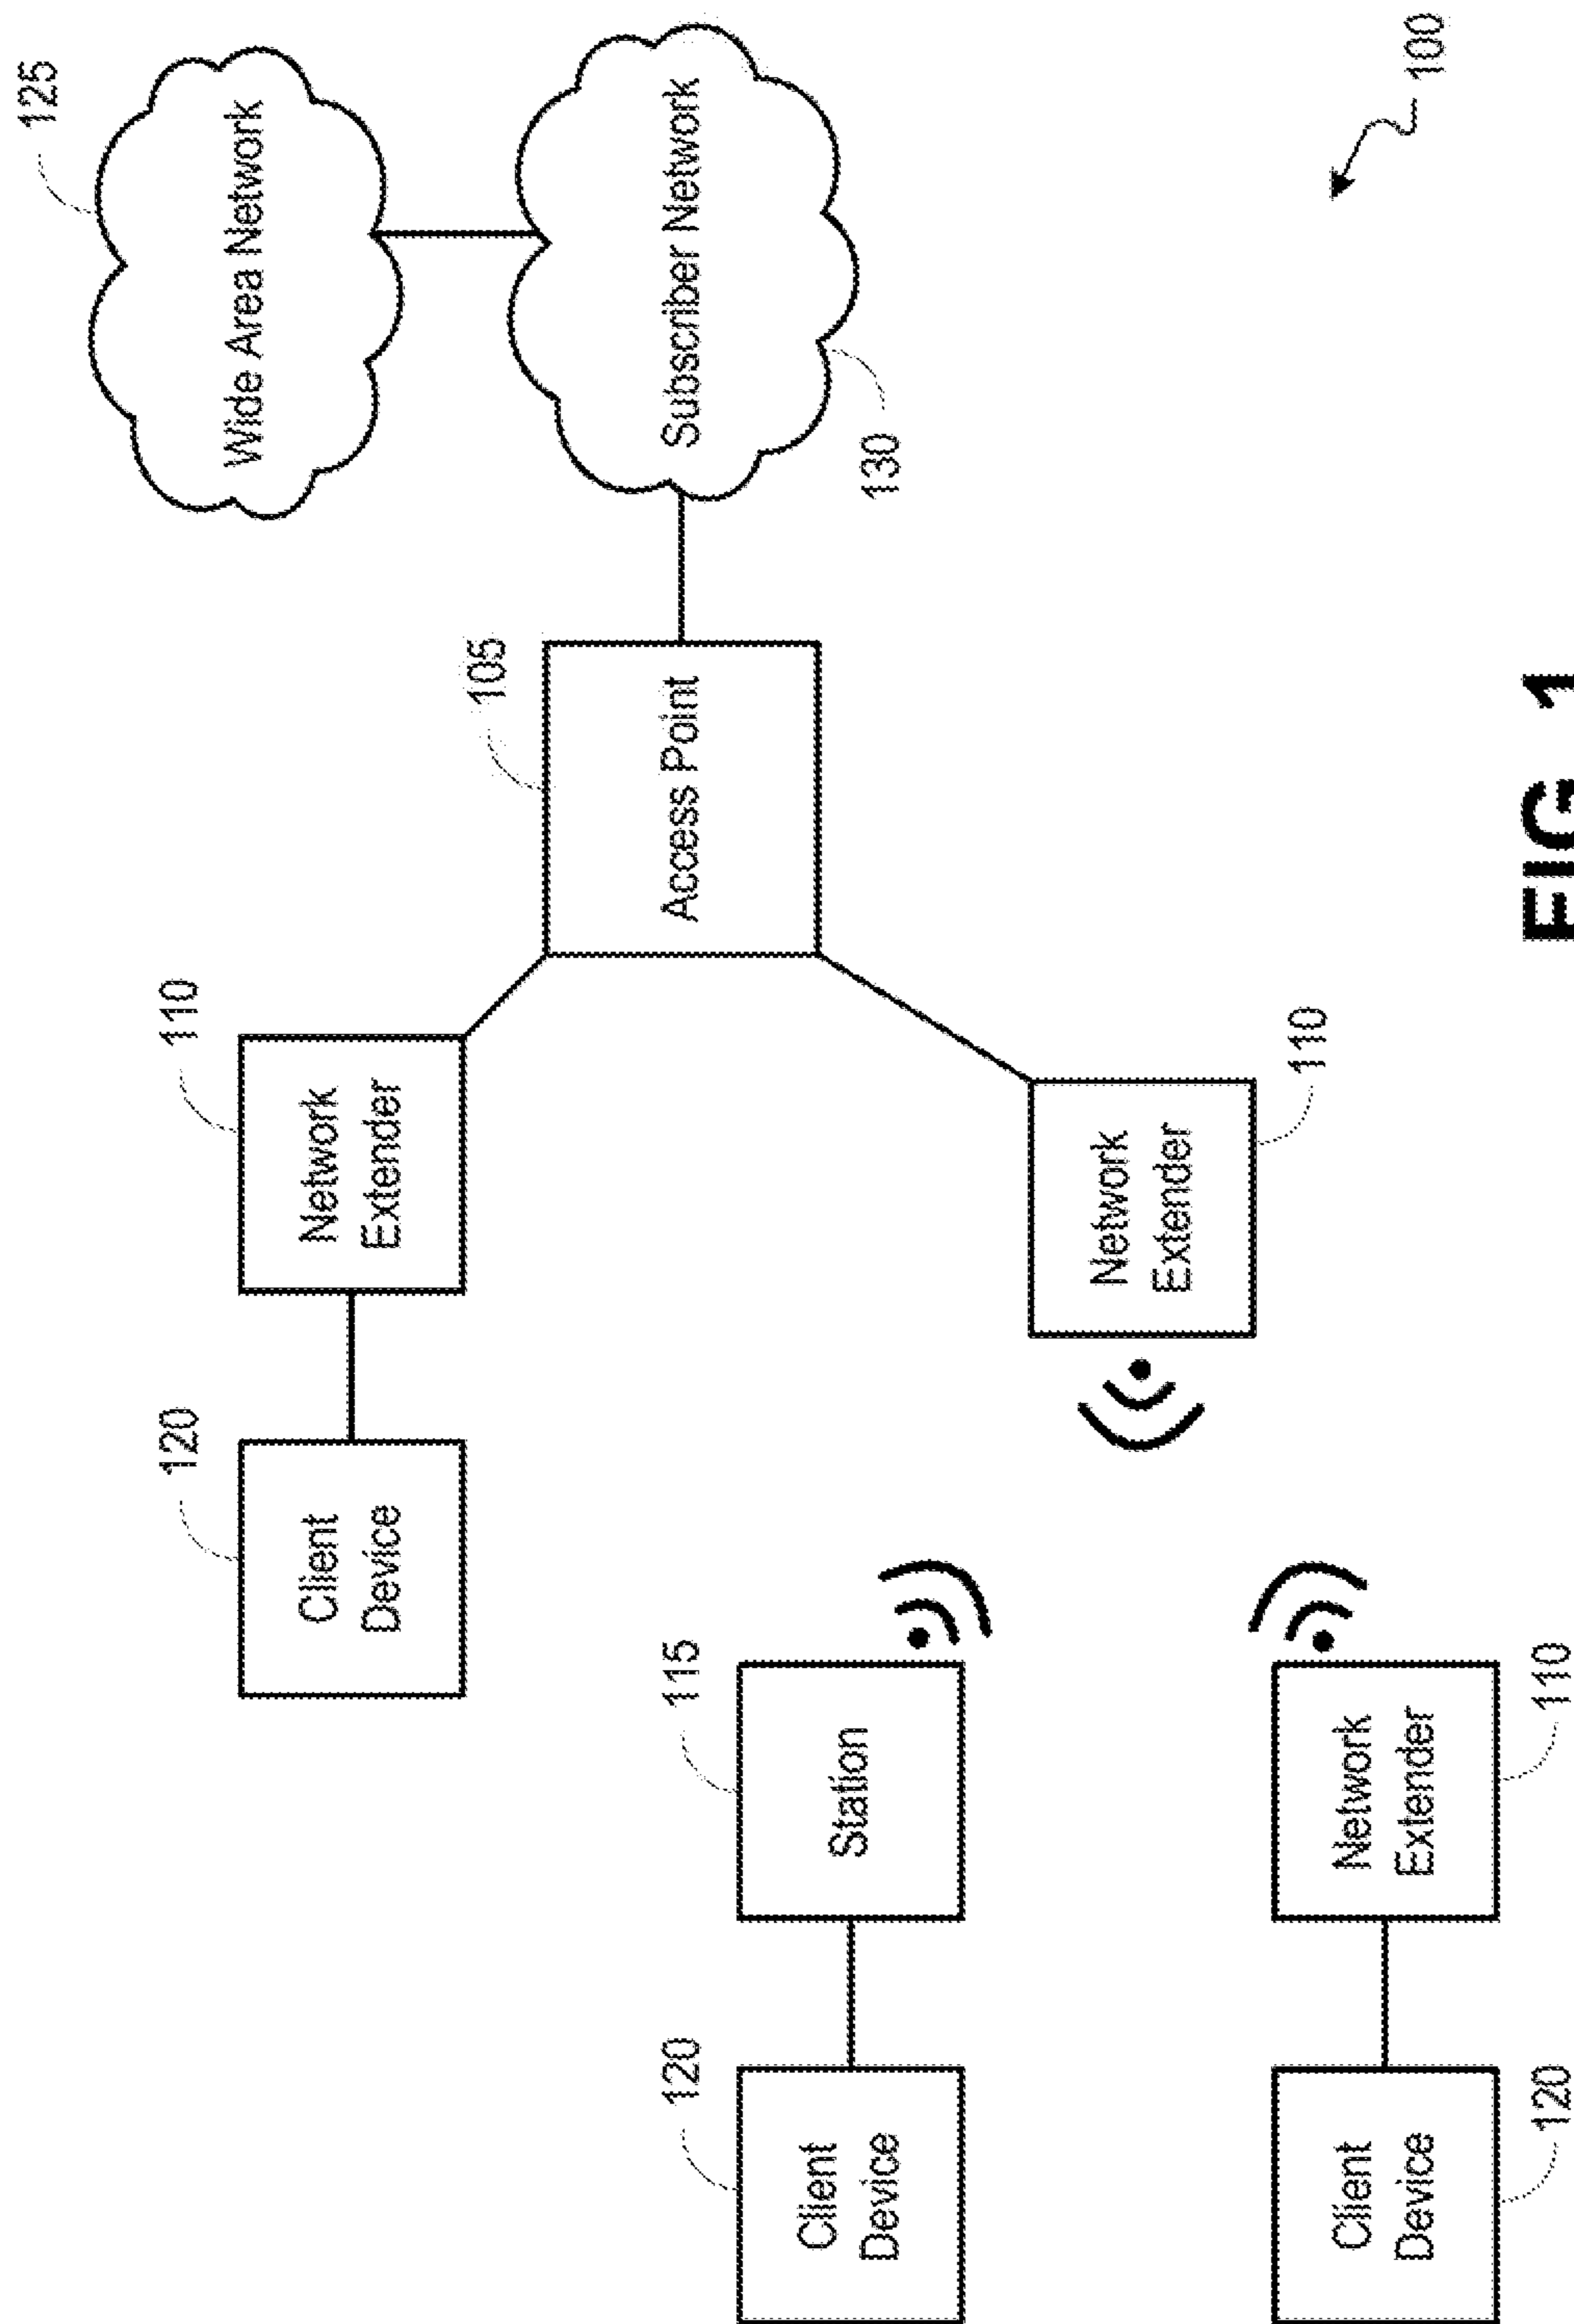 125
Wide Area Network
120
110
Client
Device
Network
Extender
105
Access Point
Subscriber Network
130
120
115
Client
Device
Station
Network
Extender
110
Client
Device
Network
Extender
120
110
100
FIG. 1